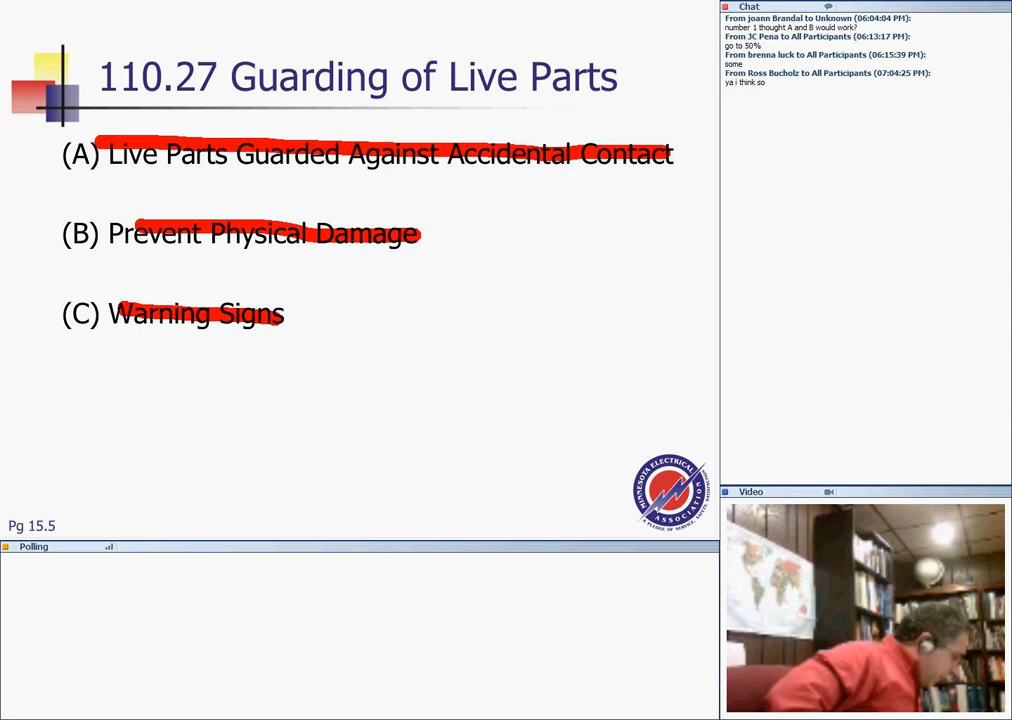 110.27 Guarding of Live Parts
(A) Live Parts Guarded Against Accidental Contact
(B) Prevent Physical Damage
(C) Warning Signs
MINNESOTA ELECTRICAL
ASSOCIATION
Pg 15.5
Polling
Chat
From joann Brandal to Unknown (06:04:04 PM):
number 1 thought A and B would work?
From JC Pena to All Participants (06:13:17 PM):
go to 50%
From brenna luck to All Participants (06:15:39 PM):
some
From Ross Bucholz to All Participants (07:04:25 PM):
ya i think so
Video